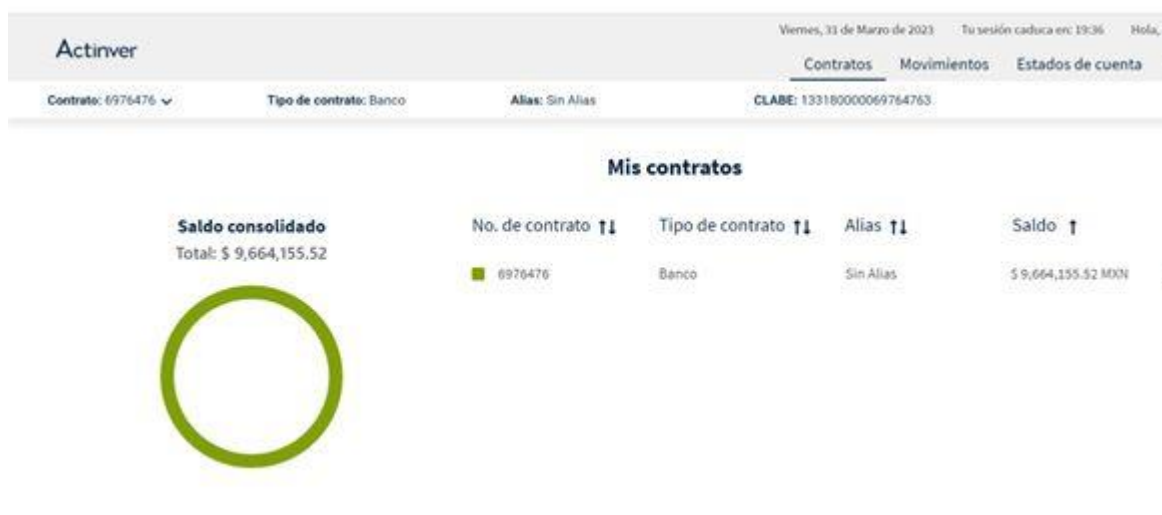 Viernes, 31 de Marzo de 2023 Tu sesión caduca en: 19:36 Hola,
Actinver
Contratos Movimientos Estados de cuenta
Contrato: 6976476 Tipo de contrato: Banco Alias: Sin Alias CLABE: 133180000069764763
Mis contratos
Saldo consolidado
Total: $ 9,664,155.52
No. de contrato Tipo de contrato Alias Saldo
6976476 Banco Sin Alias $ 9,664,155.52 MXN